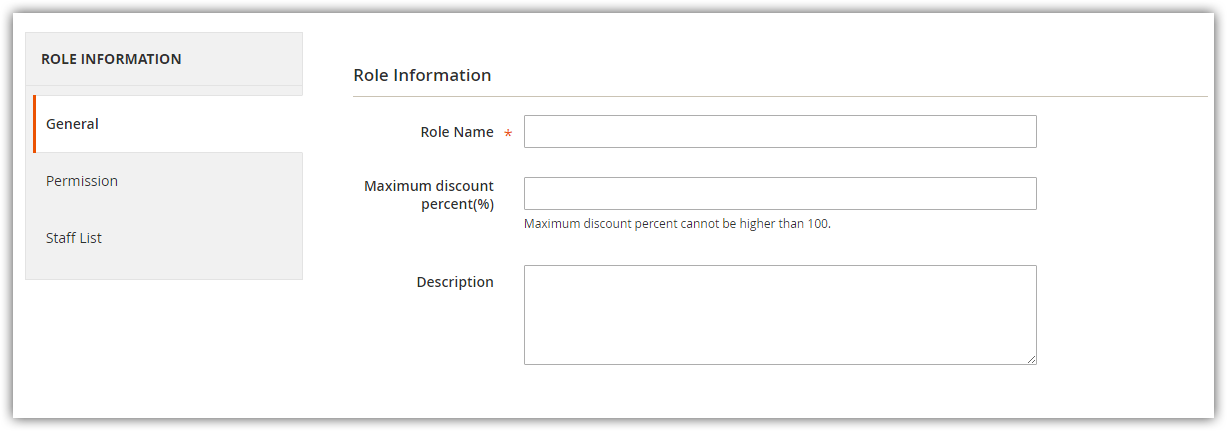 ROLE INFORMATION
General
Permission
Staff List
Role Information
Role Name *
Maximum discount
percent(%)
Maximum discount percent cannot be higher than 100.
Description